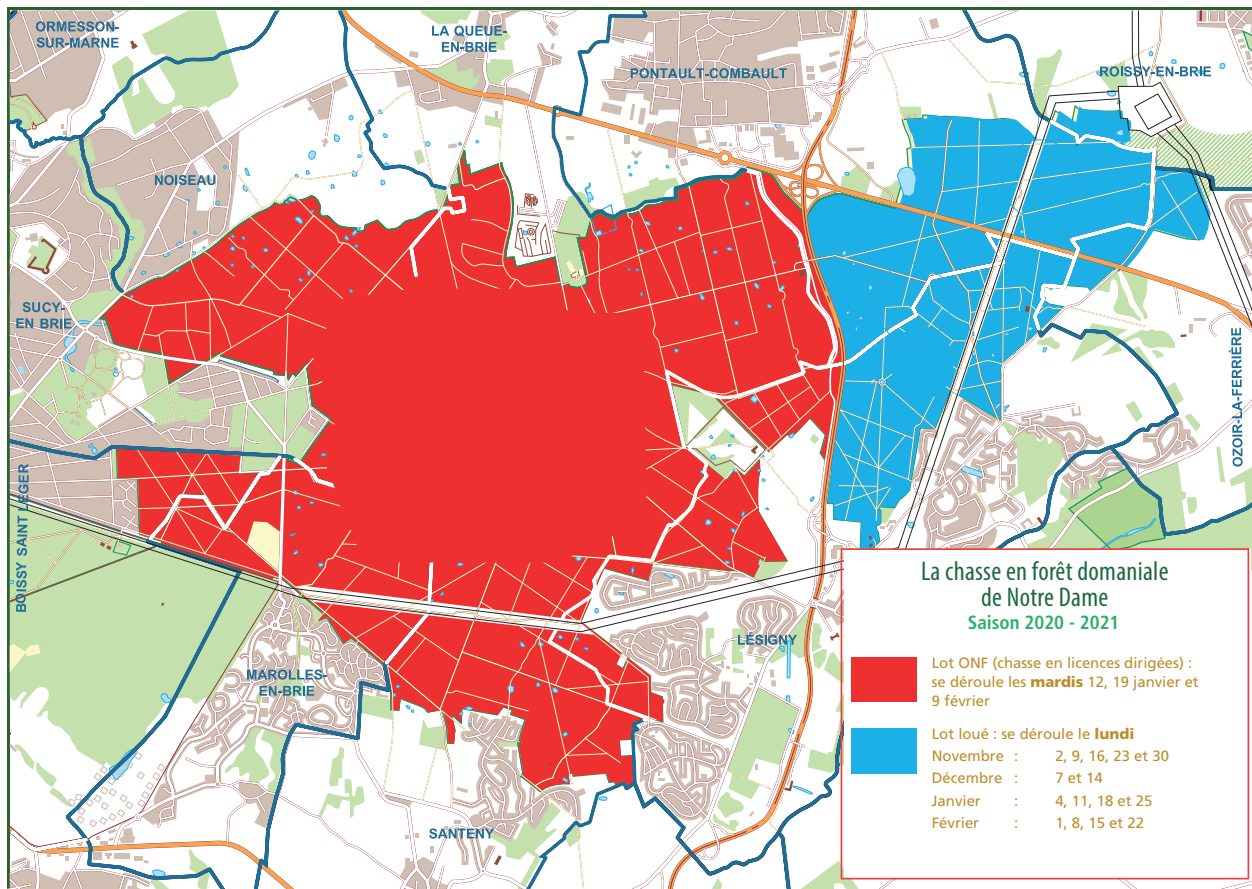 ORMESSON-
SUR-MARNE
LA QUEUE-
EN-BRIE
PONTAULT-COMBAULT
ROISSY-EN-BRIE
NOISEAU
SUCY-
EN BRIE
OZOIR-LA-FERRIÈRE
BOISSY SAINT LEGER
MAROLLES-
EN-BRIE
LÉSIGNY
SANTENY
La chasse en forêt domaniale
de Notre Dame
Saison 2020 - 2021
Lot ONF (chasse en licences dirigées) :
se déroule les mardis 12, 19 janvier et
9 février
Lot loué : se déroule le lundi
Novembre : 2, 9, 16, 23 et 30
Décembre : 7 et 14
Janvier : 4, 11, 18 et 25
Février : 1, 8, 15 et 22